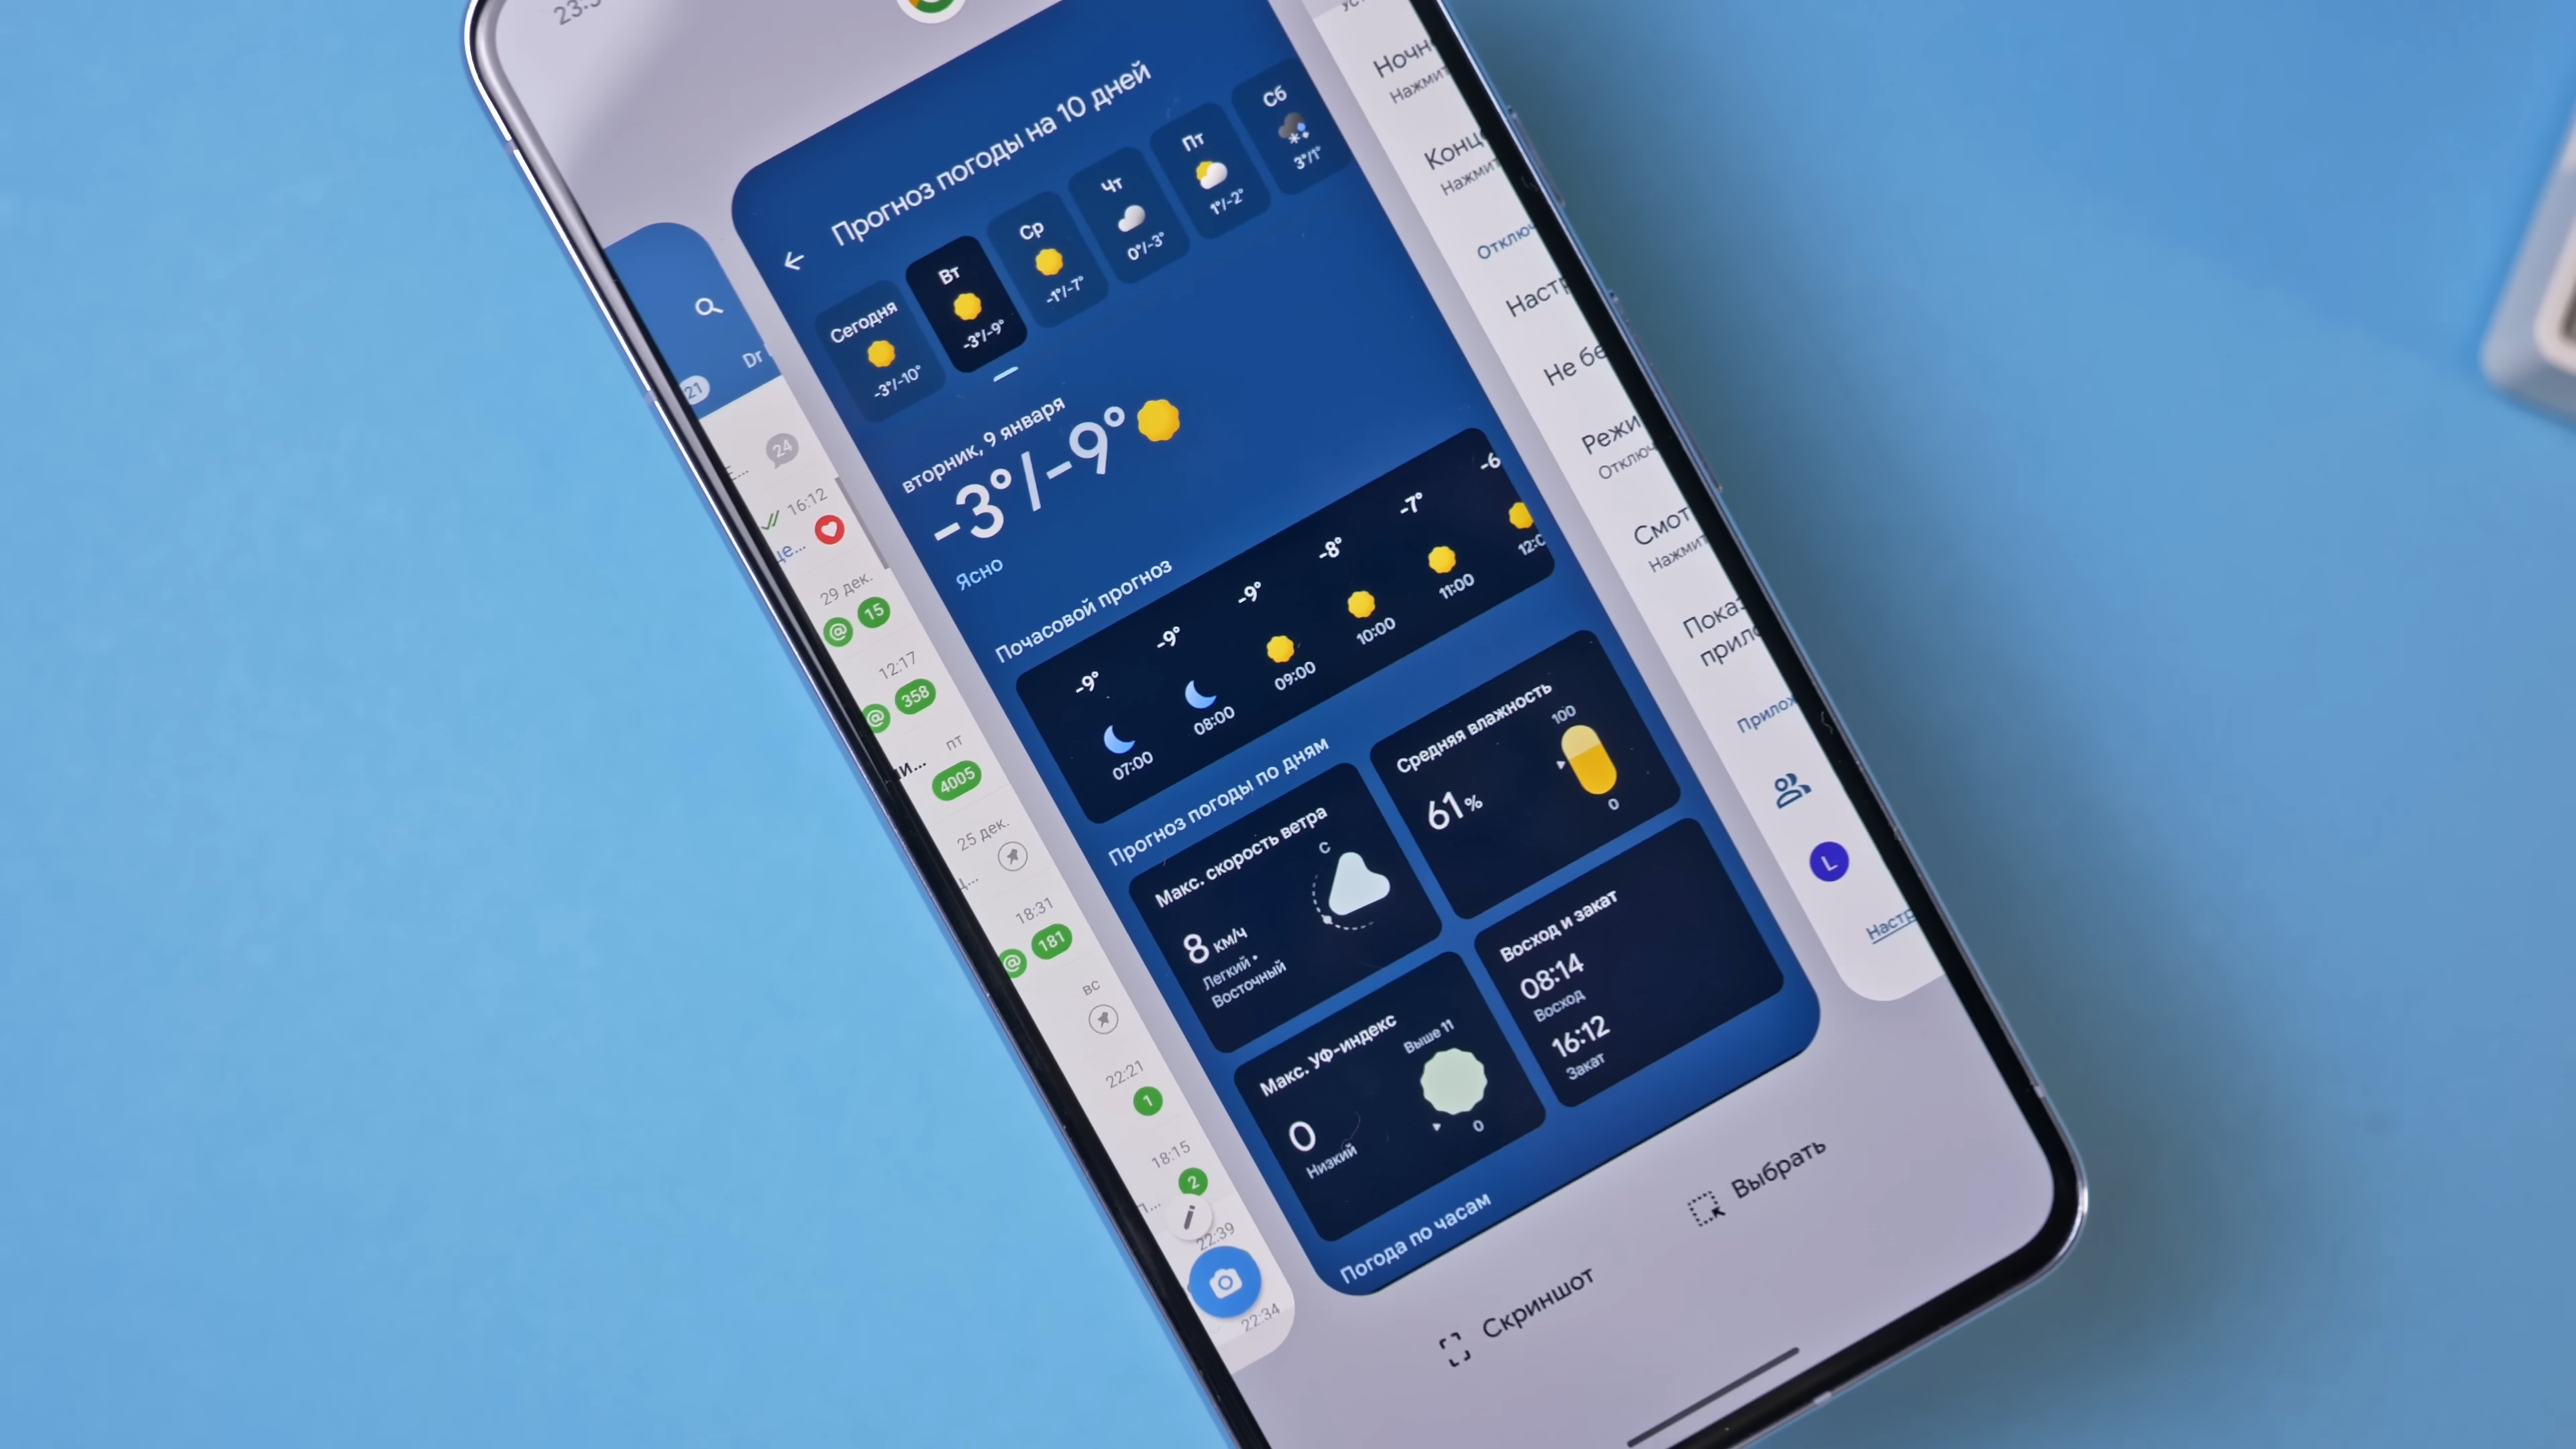 Прогноз погоды на 10 дней
Сегодня
-3°/-10°
Вт
-3°/-9°
Ср
-1°/-7°
Чт
0°/-3°
Пт
1°/-2°
Сб
3°/1°
вторник, 9 января
-3°/-9°
Ясно
Почасовой прогноз
-9° -9° -9° -8° -7° -6
07:00 08:00 09:00 10:00 11:00
Прогноз погоды по дням
Макс. скорость ветра
С
8 км/ч
Легкий •
Восточный
Средняя влажность
100
61 %
0
Макс. УФ-индекс
Выше 11
0
Низкий
0
Восход и закат
08:14
Восход
16:12
Закат
Погода по часам
Скриншот
Выбрать
Dr
21
24
16:12
29 дек.
@ 15
12:17
@ 358
пт
4005
25 дек.
18:31
@ 181
вс
22:21
1
18:15
2
22:39
22:34
L